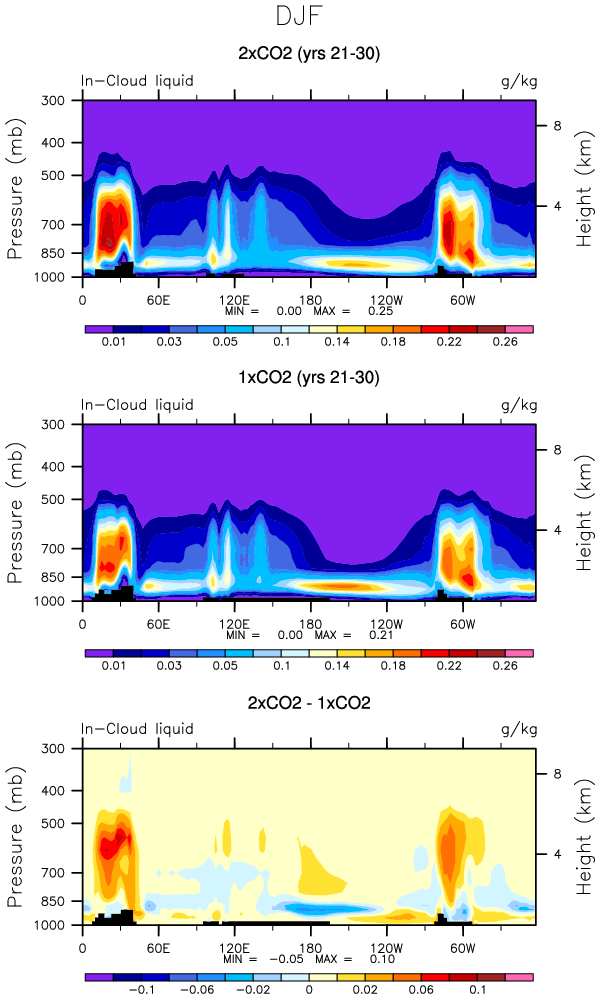 DJF
2xCO2 (yrs 21-30)
In-Cloud liquid g/kg
300
400
500
700
850
1000
Pressure (mb)
8
4
Height (km)
0 60E 120E 180 120W 60W
MIN = 0.00 MAX = 0.25
0.01 0.03 0.05 0.1 0.14 0.18 0.22 0.26
1xCO2 (yrs 21-30)
In-Cloud liquid g/kg
300
400
500
700
850
1000
Pressure (mb)
8
4
Height (km)
0 60E 120E 180 120W 60W
MIN = 0.00 MAX = 0.21
0.01 0.03 0.05 0.1 0.14 0.18 0.22 0.26
2xCO2 - 1xCO2
In-Cloud liquid g/kg
300
400
500
700
850
1000
Pressure (mb)
8
4
Height (km)
0 60E 120E 180 120W 60W
MIN = -0.05 MAX = 0.10
-0.1 -0.06 -0.02 0 0.02 0.06 0.1